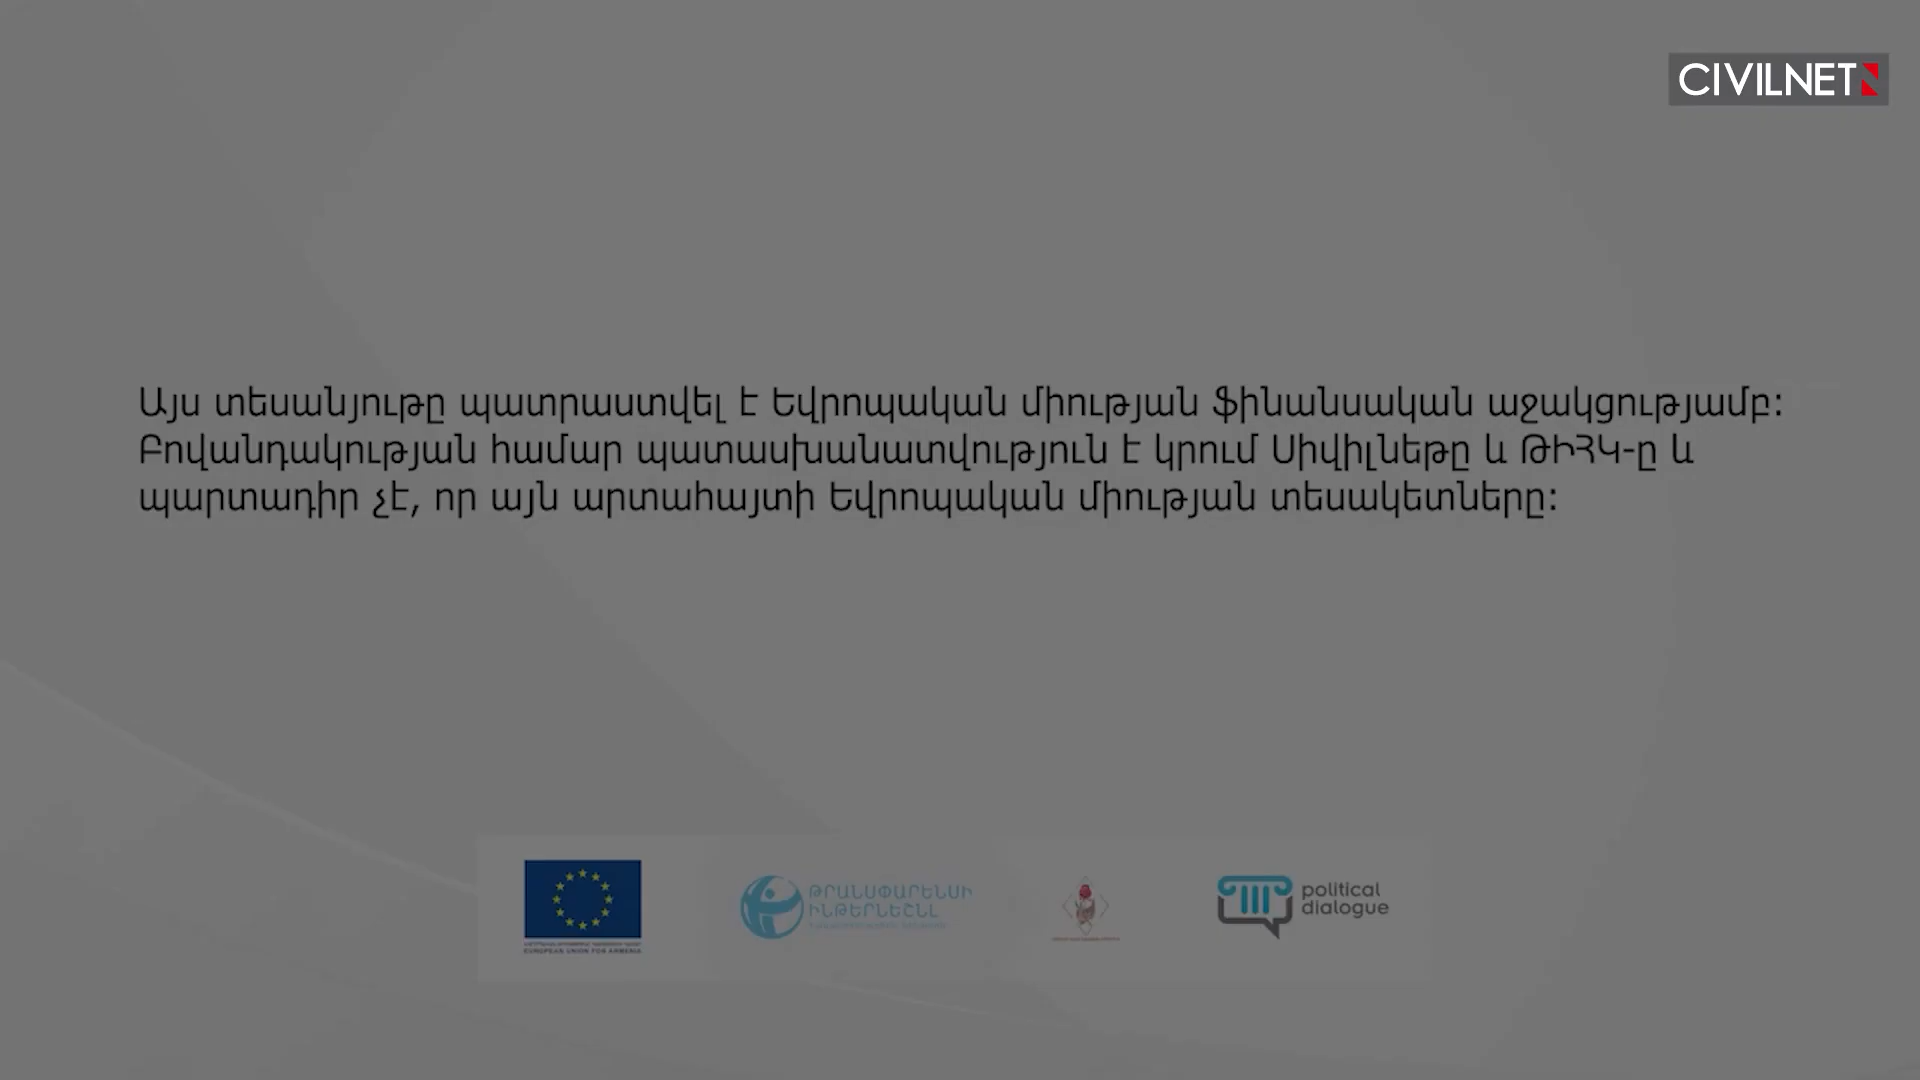 CIVILNET
Այս տեսանյութը պատրաստվել է Եվրոպական միության ֆինանսական աջակցությամբ:
Բովանդակության համար պատասխանատվություն է կրում Սիվիլնեթը և ԹԻՀԿ-ը և
պարտադիր չէ, որ այն արտահայտի Եվրոպական միության տեսակետները:
EUROPEAN UNION FOR ARMENIA
ԹՐԱՆՍՓԱՐԵՆՍԻ
ԻՆԹԵՐՆԵՇՆԼ
political
dialogue